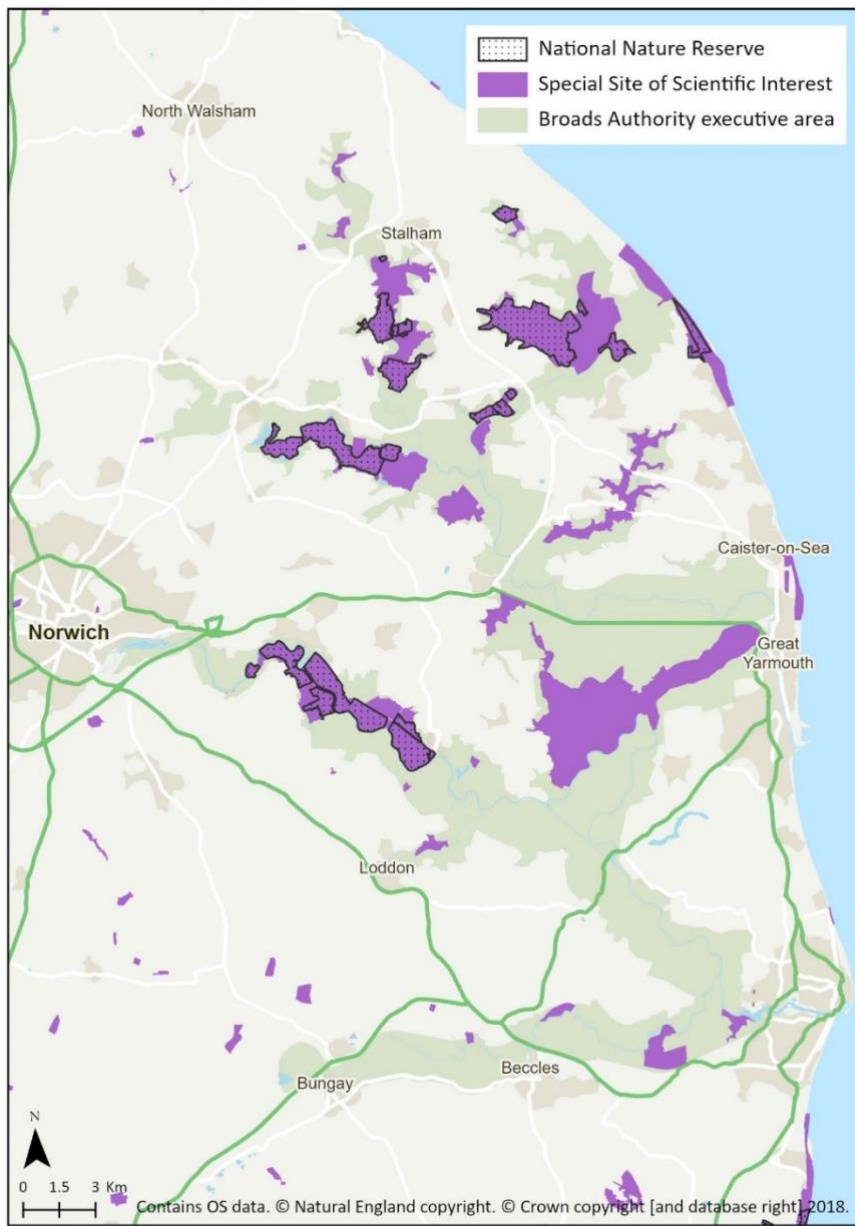 National Nature Reserve
Special Site of Scientific Interest
Broads Authority executive area
North Walsham
Stalham
Caister-on-Sea
Norwich
Great
Yarmouth
Loddon
Beccles
Bungay
N
0 1.5 3 Km
Contains OS data. © Natural England copyright. © Crown copyright [and database right] 2018.